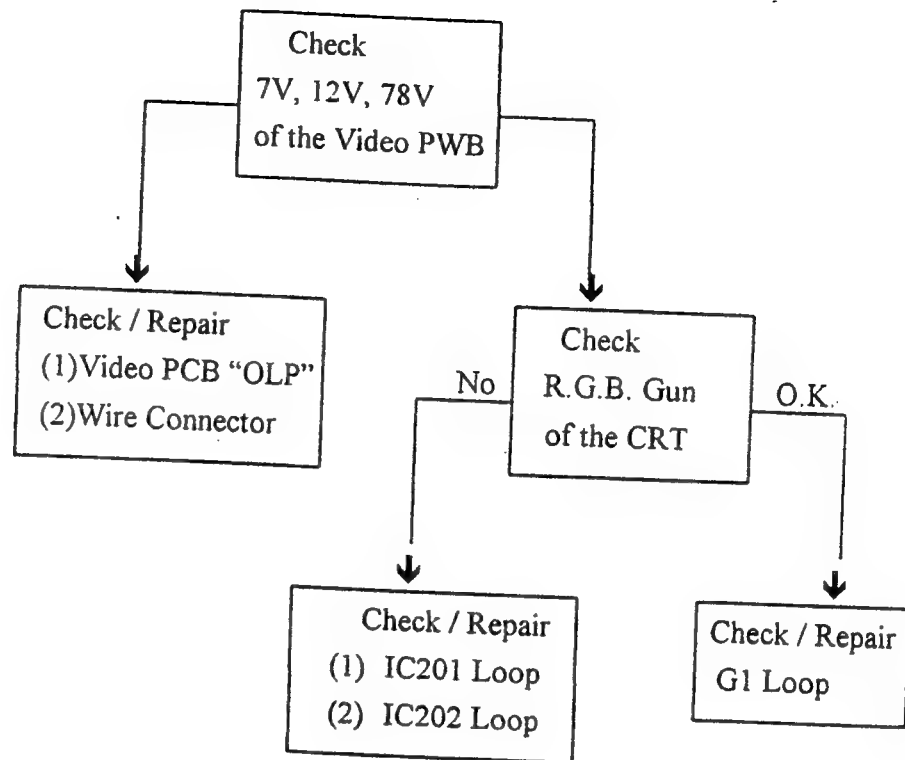 Check
7V, 12V, 78V
of the Video PWB
Check / Repair
(1)Video PCB “OLP”
(2)Wire Connector
Check
R.G.B. Gun
of the CRT
No
O.K.
Check / Repair
(1) IC201 Loop
(2) IC202 Loop
Check / Repair
G1 Loop